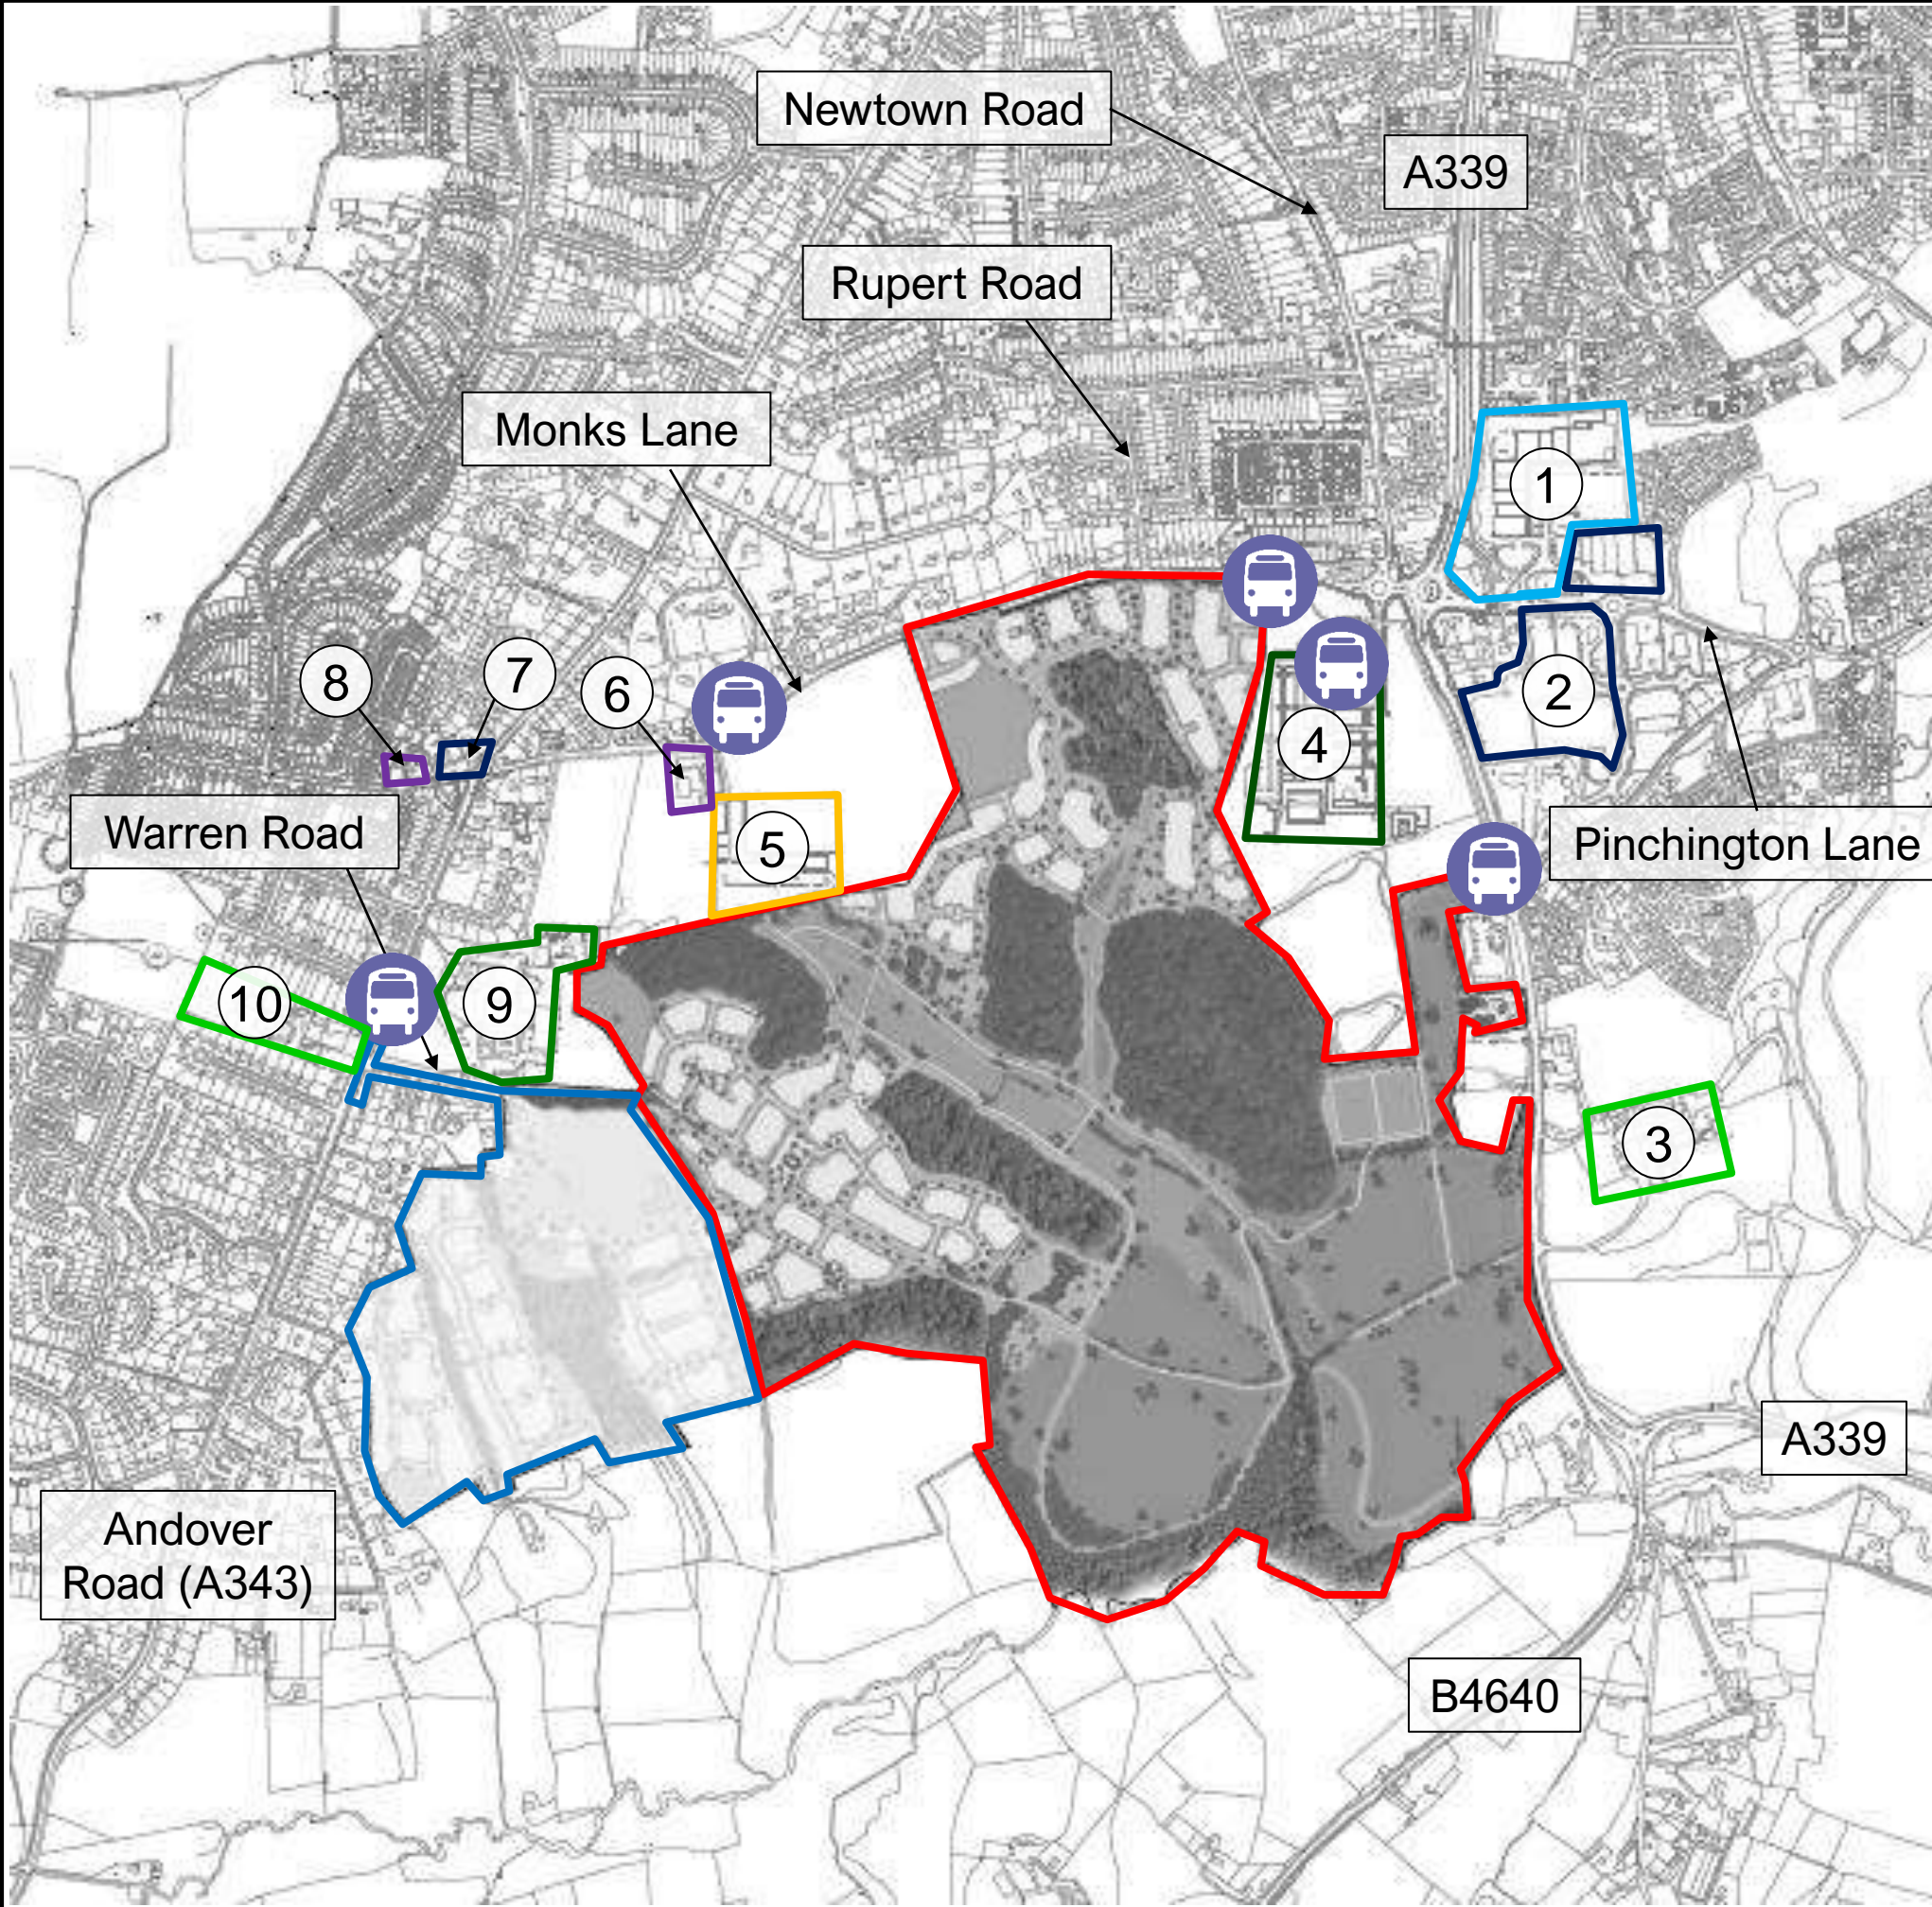 Newtown Road
A339
Rupert Road
Monks Lane
1
8
7
6
2
4
Warren Road
5
Pinchington Lane
10
9
3
A339
Andover
Road (A343)
B4640